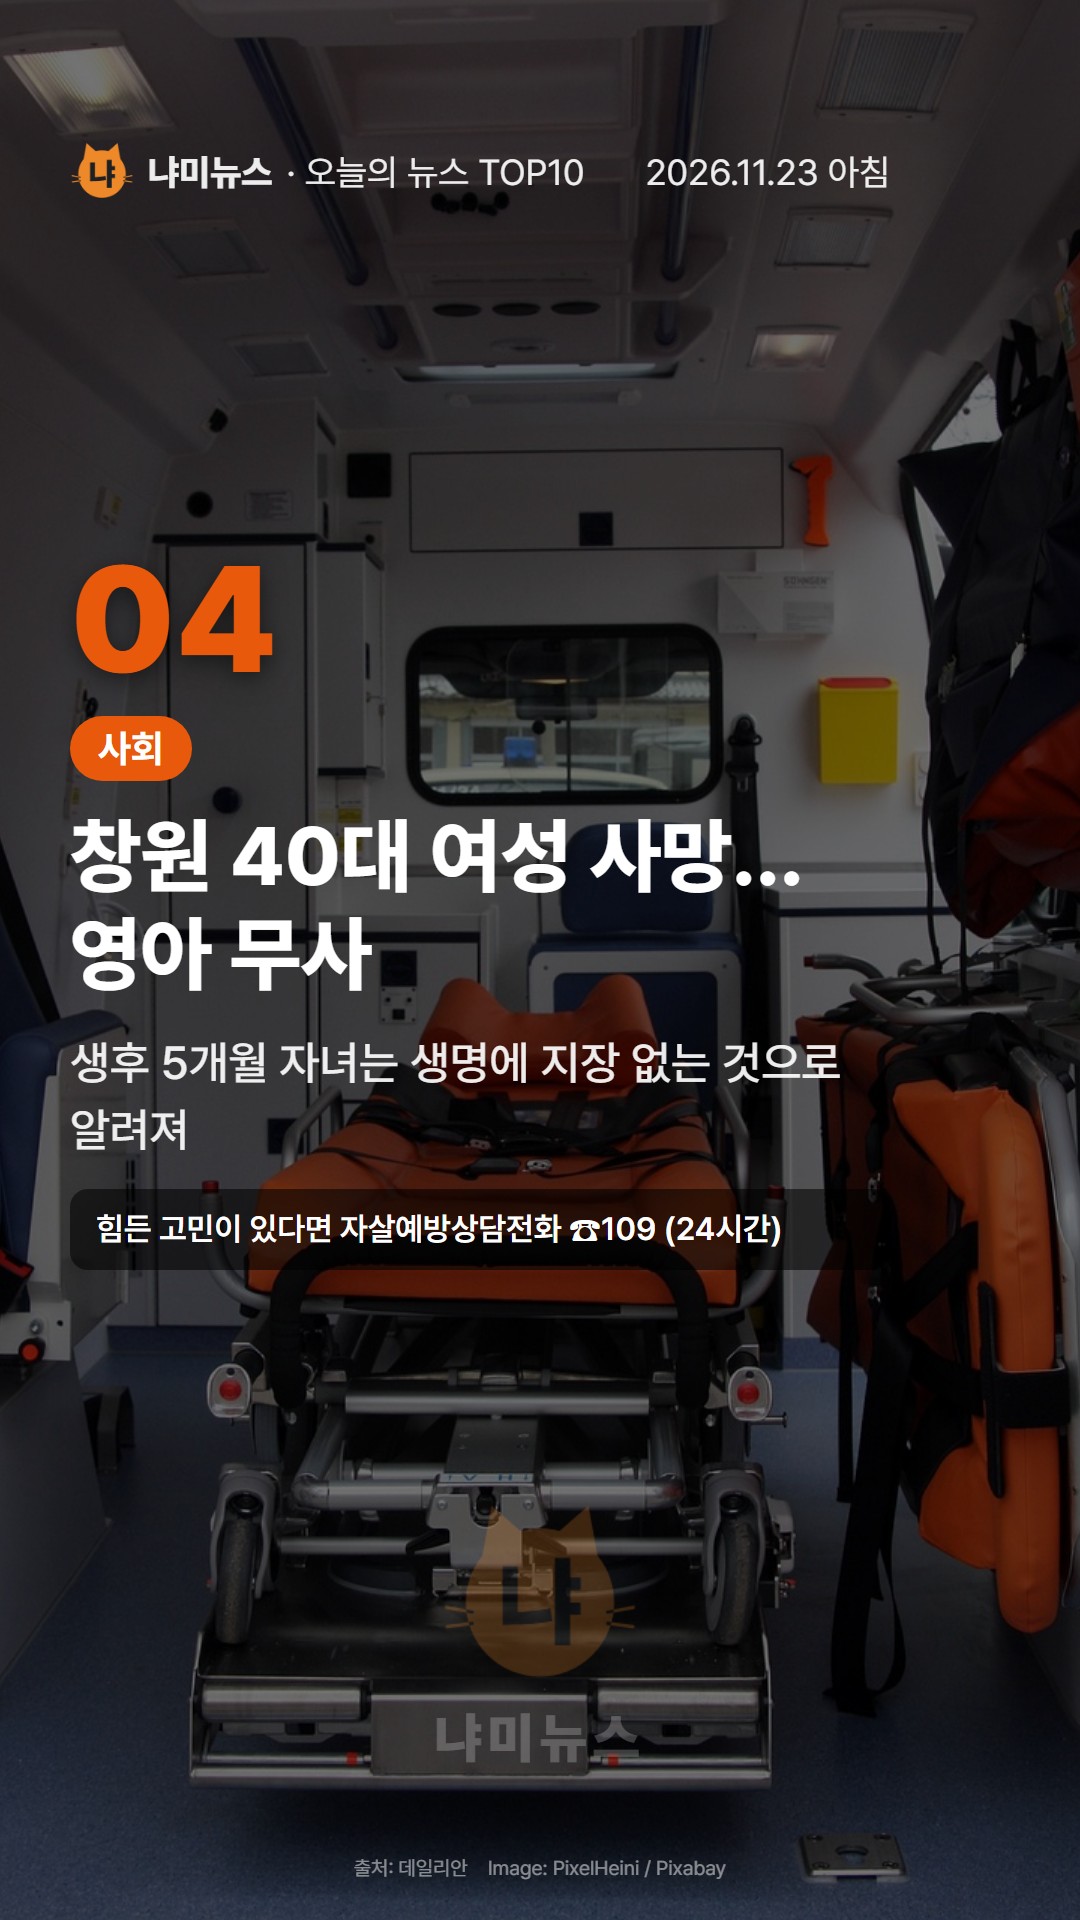 냐 냐미뉴스 · 오늘의 뉴스 TOP10 2026.11.23 아침
SÖHNGEN
04
사회
창원 40대 여성 사망...
영아 무사
생후 5개월 자녀는 생명에 지장 없는 것으로
알려져
힘든 고민이 있다면 자살예방상담전화 ☎109 (24시간)
냐
냐미뉴스
출처: 데일리안 Image: PixelHeini / Pixabay